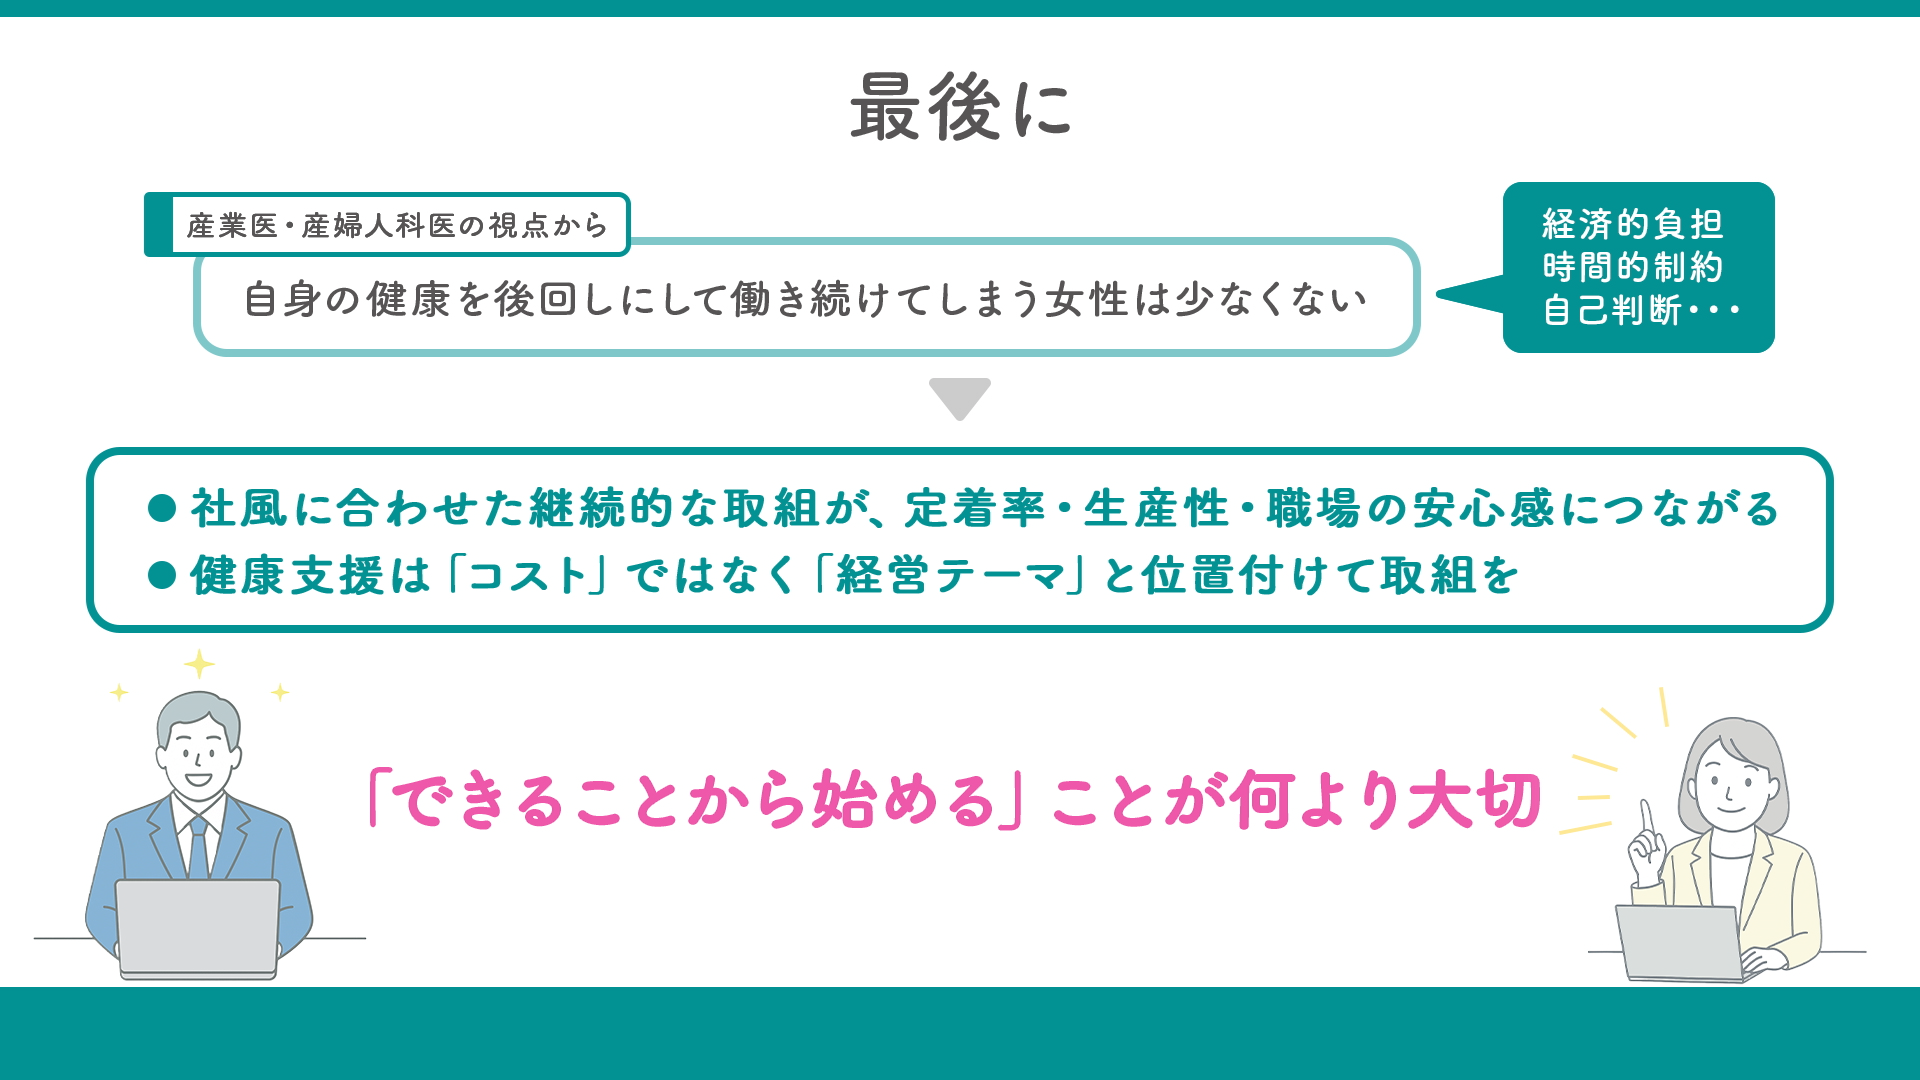 最後に
産業医・産婦人科医の視点から
自身の健康を後回しにして働き続けてしまう女性は少なくない
経済的負担
時間的制約
自己判断・・・
●社風に合わせた継続的な取組が、定着率・生産性・職場の安心感につながる
●健康支援は「コスト」ではなく「経営テーマ」と位置付けて取組を
「できることから始める」ことが何より大切